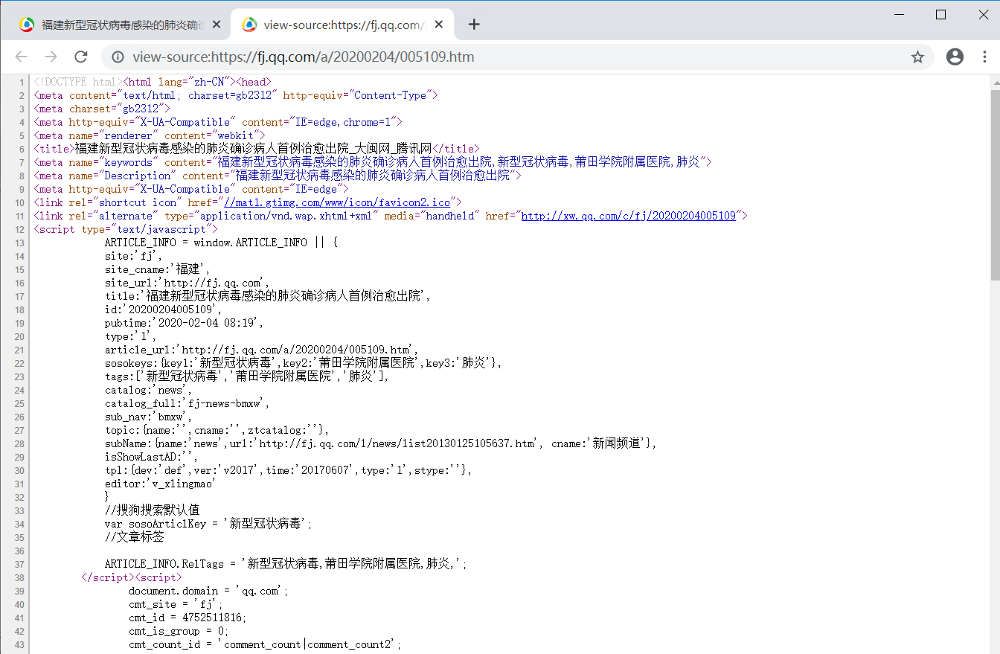 福建新型冠状病毒感染的肺炎确诊
view-source:https://fj.qq.com/
view-source:https://fj.qq.com/a/20200204/005109.htm
1 <!DOCTYPE html><html lang="zh-CN"><head>
2 <meta content="text/html; charset=gb2312" http-equiv="Content-Type">
3 <meta charset="gb2312">
4 <meta http-equiv="X-UA-Compatible" content="IE=edge,chrome=1">
5 <meta name="renderer" content="webkit">
6 <title>福建新型冠状病毒感染的肺炎确诊病人首例治愈出院_大闽网_腾讯网</title>
7 <meta name="keywords" content="福建新型冠状病毒感染的肺炎确诊病人首例治愈出院,新型冠状病毒,莆田学院附属医院,肺炎">
8 <meta name="Description" content="福建新型冠状病毒感染的肺炎确诊病人首例治愈出院">
9 <meta http-equiv="X-UA-Compatible" content="IE=edge">
10 <link rel="shortcut icon" href="//mat1.gtimg.com/www/icon/favicon2.ico">
11 <link rel="alternate" type="application/vnd.wap.xhtml+xml" media="handheld" href="http://xw.qq.com/c/fj/20200204005109">
12 <script type="text/javascript">
13 ARTICLE_INFO = window.ARTICLE_INFO || {
14 site:'fj',
15 site_cname:'福建',
16 site_url:'http://fj.qq.com',
17 title:'福建新型冠状病毒感染的肺炎确诊病人首例治愈出院',
18 id:'20200204005109',
19 pubtime:'2020-02-04 08:19',
20 type:'1',
21 article_url:'http://fj.qq.com/a/20200204/005109.htm',
22 sosokeys:{key1:'新型冠状病毒',key2:'莆田学院附属医院',key3:'肺炎'},
23 tags:['新型冠状病毒','莆田学院附属医院','肺炎'],
24 catalog:'news',
25 catalog_full:'fj-news-bmxw',
26 sub_nav:'bmxw',
27 topic:{name:'',cname:'',ztcatalog:''},
28 subName:{name:'news',url:'http://fj.qq.com/l/news/list20130125105637.htm', cname:'新闻频道'},
29 isShowLastAD:'',
30 tpl:{dev:'def',ver:'v2017',time:'20170607',type:'1',stype:''},
31 editor:'v_xlingmao'
32 }
33 //搜狗搜索默认值
34 var sosoArticlKey = '新型冠状病毒';
35 //文章标签
36
37 ARTICLE_INFO.RelTags = '新型冠状病毒,莆田学院附属医院,肺炎,';
38 </script><script>
39 document.domain = 'qq.com';
40 cmt_site = 'fj';
41 cmt_id = 4752511816;
42 cmt_is_group = 0;
43 cmt_count_id = 'comment_count|comment_count2';